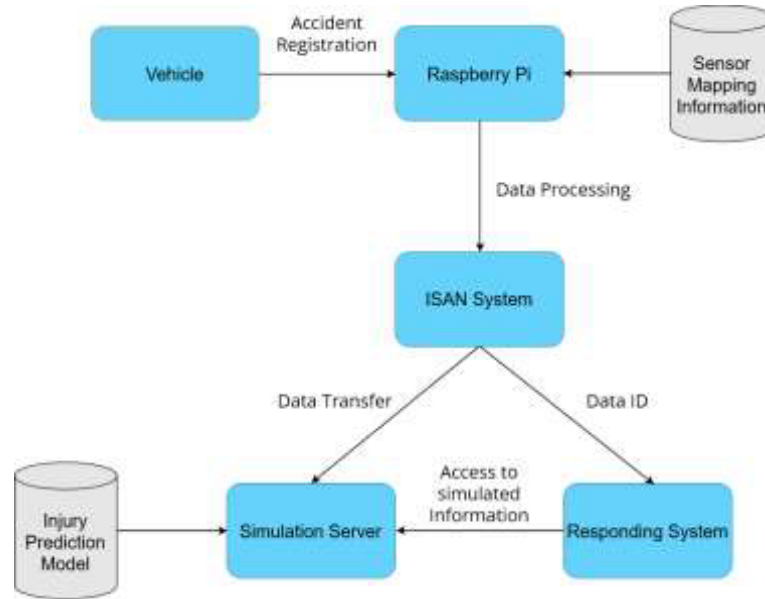 Accident
Registration
Vehicle
Raspberry Pi
Sensor
Mapping
Information
Data Processing
ISAN System
Data Transfer
Data ID
Access to
simulated
Information
Injury
Prediction
Model
Simulation Server
Responding System